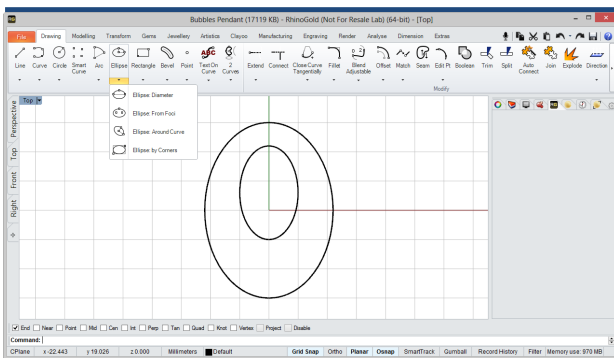 Bubbles Pendant (17119 KB) - RhinoGold (Not For Resale Lab) (64-bit) - [Top]
File Drawing Modelling Transform Gems Jewellery Artistics Clayoo Manufacturing Engraving Render Analyse Dimension Extras
Line Curve Circle Smart Curve Arc Ellipse Rectangle Bevel Point Text On Curve 2 Curves Extend Connect Close Curve Tangentially Fillet Blend Adjustable Offset Match Seam Edit Pt Boolean Trim Split Auto Connect Join Explode Direction
Modify
Top
Ellipse: Diameter
Ellipse: From Foci
Ellipse: Around Curve
Ellipse: by Corners
Perspective
Top
Front
Right
End Near Point Mid Cen Int Perp Tan Quad Knot Vertex Project Disable
Command:
CPlane x -22.443 y 19.026 z 0.000 Millimeters Default Grid Snap Ortho Planar Osnap SmartTrack Gumball Record History Filter Memory use: 970 MB